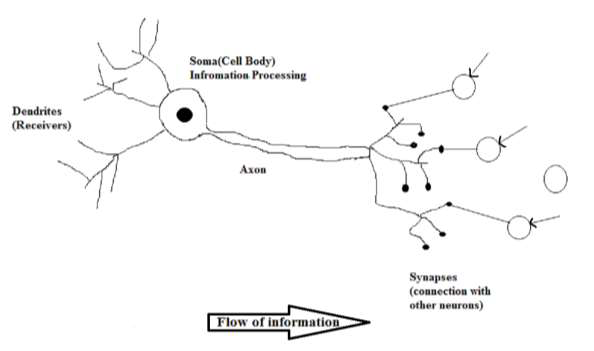 Soma(Cell Body)
Infromation Processing
Dendrites
(Receivers)
Axon
Synapses
(connection with
other neurons)
Flow of information